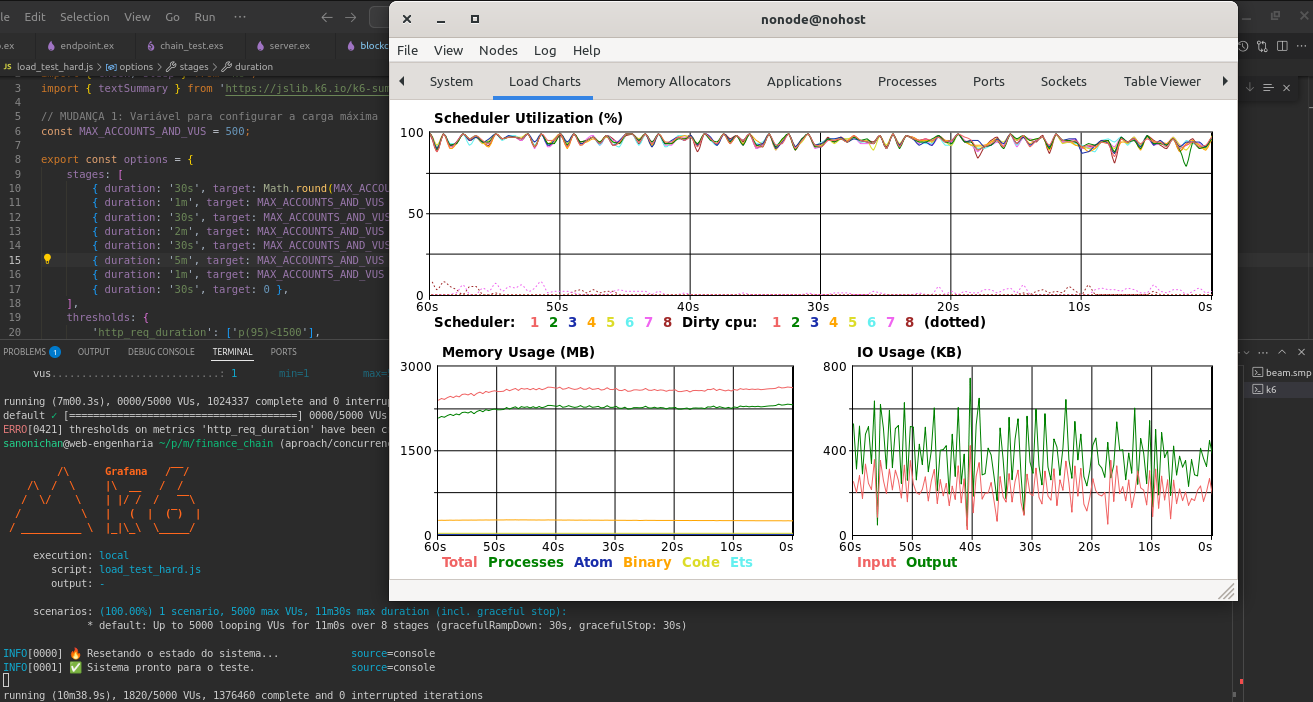 le Edit Selection View Go Run ···
.ex endpoint.ex chain_test.exs server.ex blockc
JS load_test_hard.js > options > stages > duration
3 import { textSummary } from 'https://jslib.k6.io/k6-sum
4
5 // MUDANÇA 1: Variável para configurar a carga máxima
6 const MAX_ACCOUNTS_AND_VUS = 500;
7
8 export const options = {
9 stages: [
10 { duration: '30s', target: Math.round(MAX_ACCOU
11 { duration: '1m', target: MAX_ACCOUNTS_AND_VUS
12 { duration: '30s', target: MAX_ACCOUNTS_AND_VUS
13 { duration: '2m', target: MAX_ACCOUNTS_AND_VUS
14 { duration: '30s', target: MAX_ACCOUNTS_AND_VUS
15 { duration: '5m', target: MAX_ACCOUNTS_AND_VUS
16 { duration: '1m', target: MAX_ACCOUNTS_AND_VUS
17 { duration: '30s', target: 0 },
18 ],
19 thresholds: {
20 'http_req_duration': ['p(95)<1500'],
PROBLEMS 1 OUTPUT DEBUG CONSOLE TERMINAL PORTS
vus...........................: 1 min=1 max=
running (7m00.3s), 0000/5000 VUs, 1024337 complete and 0 interrup
default ✓ [======================================] 0000/5000 VUs
ERRO[0421] thresholds on metrics 'http_req_duration' have been c
sanonichan@web-engenharia ~/p/m/finance_chain (aproach/concurren
Grafana
execution: local
script: load_test_hard.js
output: -
scenarios: (100.00%) 1 scenario, 5000 max VUs, 11m30s max duration (incl. graceful stop):
* default: Up to 5000 looping VUs for 11m0s over 8 stages (gracefulRampDown: 30s, gracefulStop: 30s)
INFO[0000] 🔥 Resetando o estado do sistema... source=console
INFO[0001] ✅ Sistema pronto para o teste. source=console
running (10m38.9s), 1820/5000 VUs, 1376460 complete and 0 interrupted iterations
beam.smp
k6
nonode@nohost
File View Nodes Log Help
System Load Charts Memory Allocators Applications Processes Ports Sockets Table Viewer
Scheduler Utilization (%)
100
50
0
60s 50s 40s 30s 20s 10s 0s
Scheduler: 1 2 3 4 5 6 7 8 Dirty cpu: 1 2 3 4 5 6 7 8 (dotted)
Memory Usage (MB)
3000
1500
0
60s 50s 40s 30s 20s 10s 0s
Total Processes Atom Binary Code Ets
IO Usage (KB)
800
400
0
60s 50s 40s 30s 20s 10s 0s
Input Output